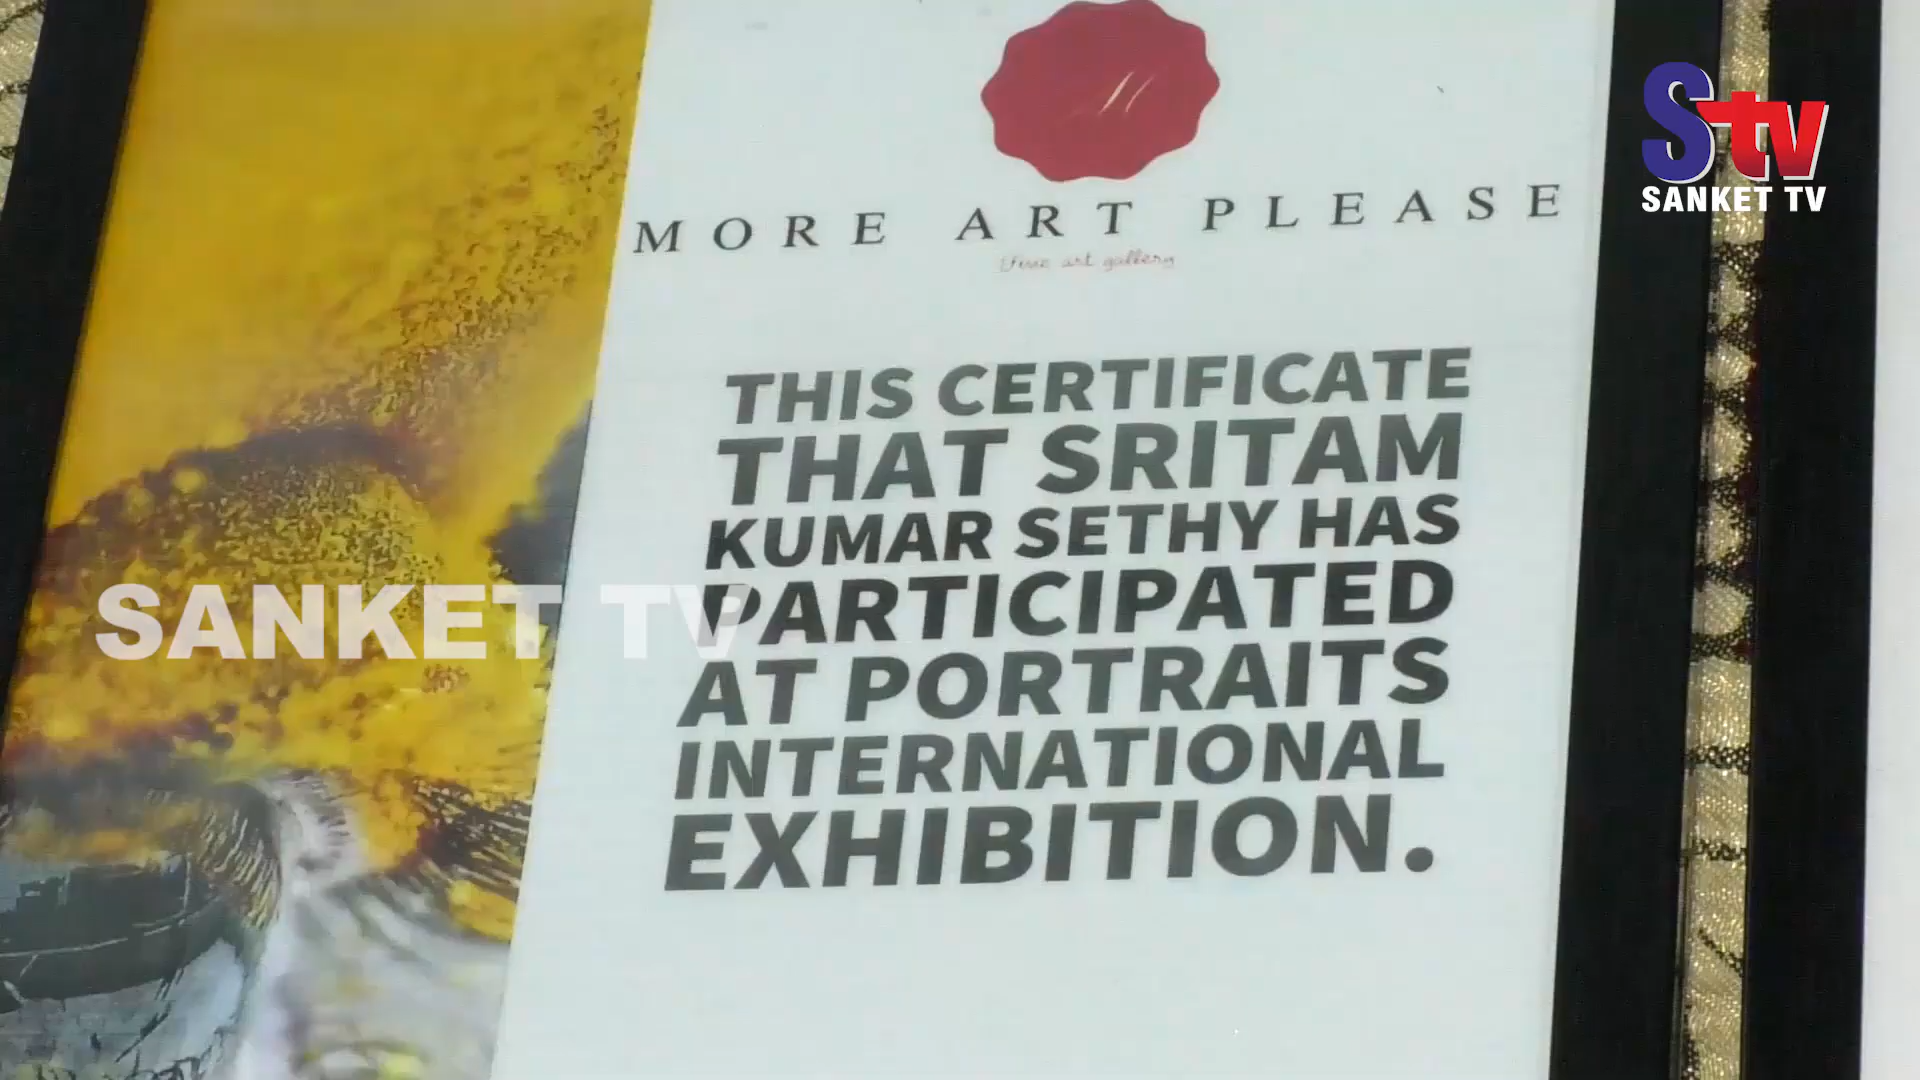 M
MORE ART PLEASE
fine art gallery
THIS CERTIFICATE
THAT SRITAM
KUMAR SETHY HAS
PARTICIPATED
AT PORTRAITS
INTERNATIONAL
EXHIBITION.
Stv
SANKET TV
SANKET TV